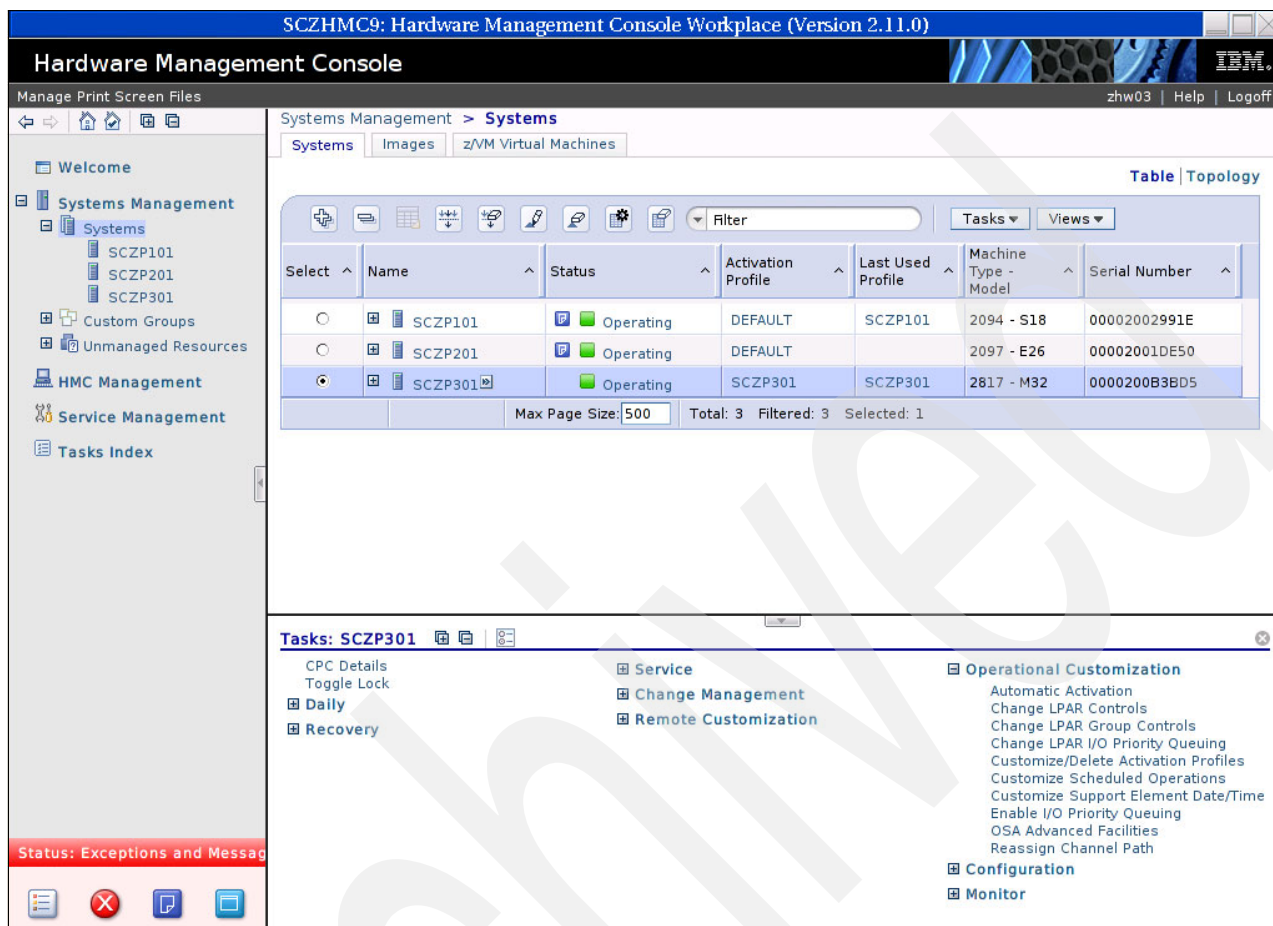 SCZHMC9: Hardware Management Console Workplace (Version 2.11.0)
Hardware Management Console
IBM.
Manage Print Screen Files
zhw03 | Help | Logoff
Welcome
Systems Management
Systems
SCZP101
SCZP201
SCZP301
Custom Groups
Unmanaged Resources
HMC Management
Service Management
Tasks Index
Status: Exceptions and Messag
Systems Management > Systems
Systems Images z/VM Virtual Machines
Table | Topology
Filter Tasks Views
Select Name Status Activation Profile Last Used Profile Machine Type - Model Serial Number
SCZP101 Operating DEFAULT SCZP101 2094 - S18 00002002991E
SCZP201 Operating DEFAULT 2097 - E26 00002001DE50
SCZP301 Operating SCZP301 SCZP301 2817 - M32 0000200B3BD5
Max Page Size: 500 Total: 3 Filtered: 3 Selected: 1
Tasks: SCZP301
CPC Details
Toggle Lock
Daily
Recovery
Service
Change Management
Remote Customization
Operational Customization
Automatic Activation
Change LPAR Controls
Change LPAR Group Controls
Change LPAR I/O Priority Queuing
Customize/Delete Activation Profiles
Customize Scheduled Operations
Customize Support Element Date/Time
Enable I/O Priority Queuing
OSA Advanced Facilities
Reassign Channel Path
Configuration
Monitor